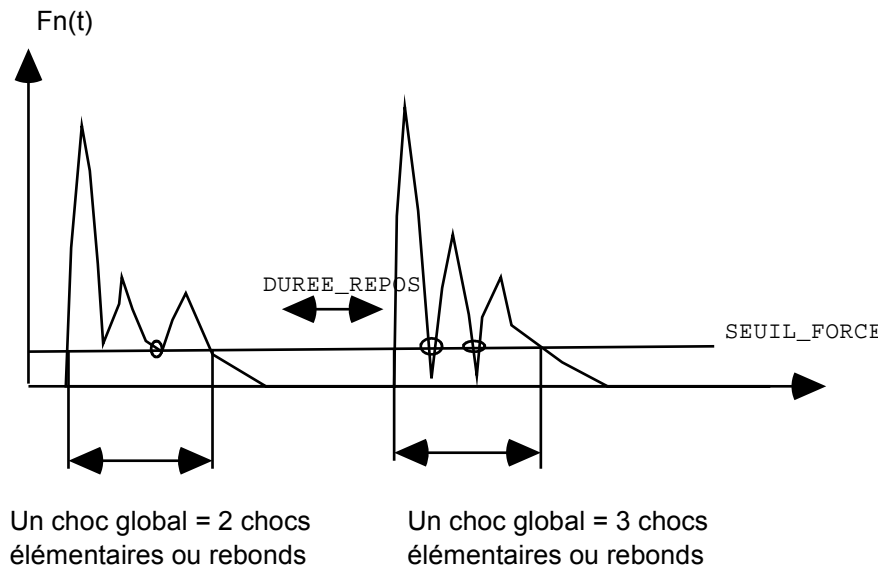 Fn(t)
DUREE_REPOS
SEUIL_FORCE
Un choc global = 2 chocs
élémentaires ou rebonds
Un choc global = 3 chocs
élémentaires ou rebonds